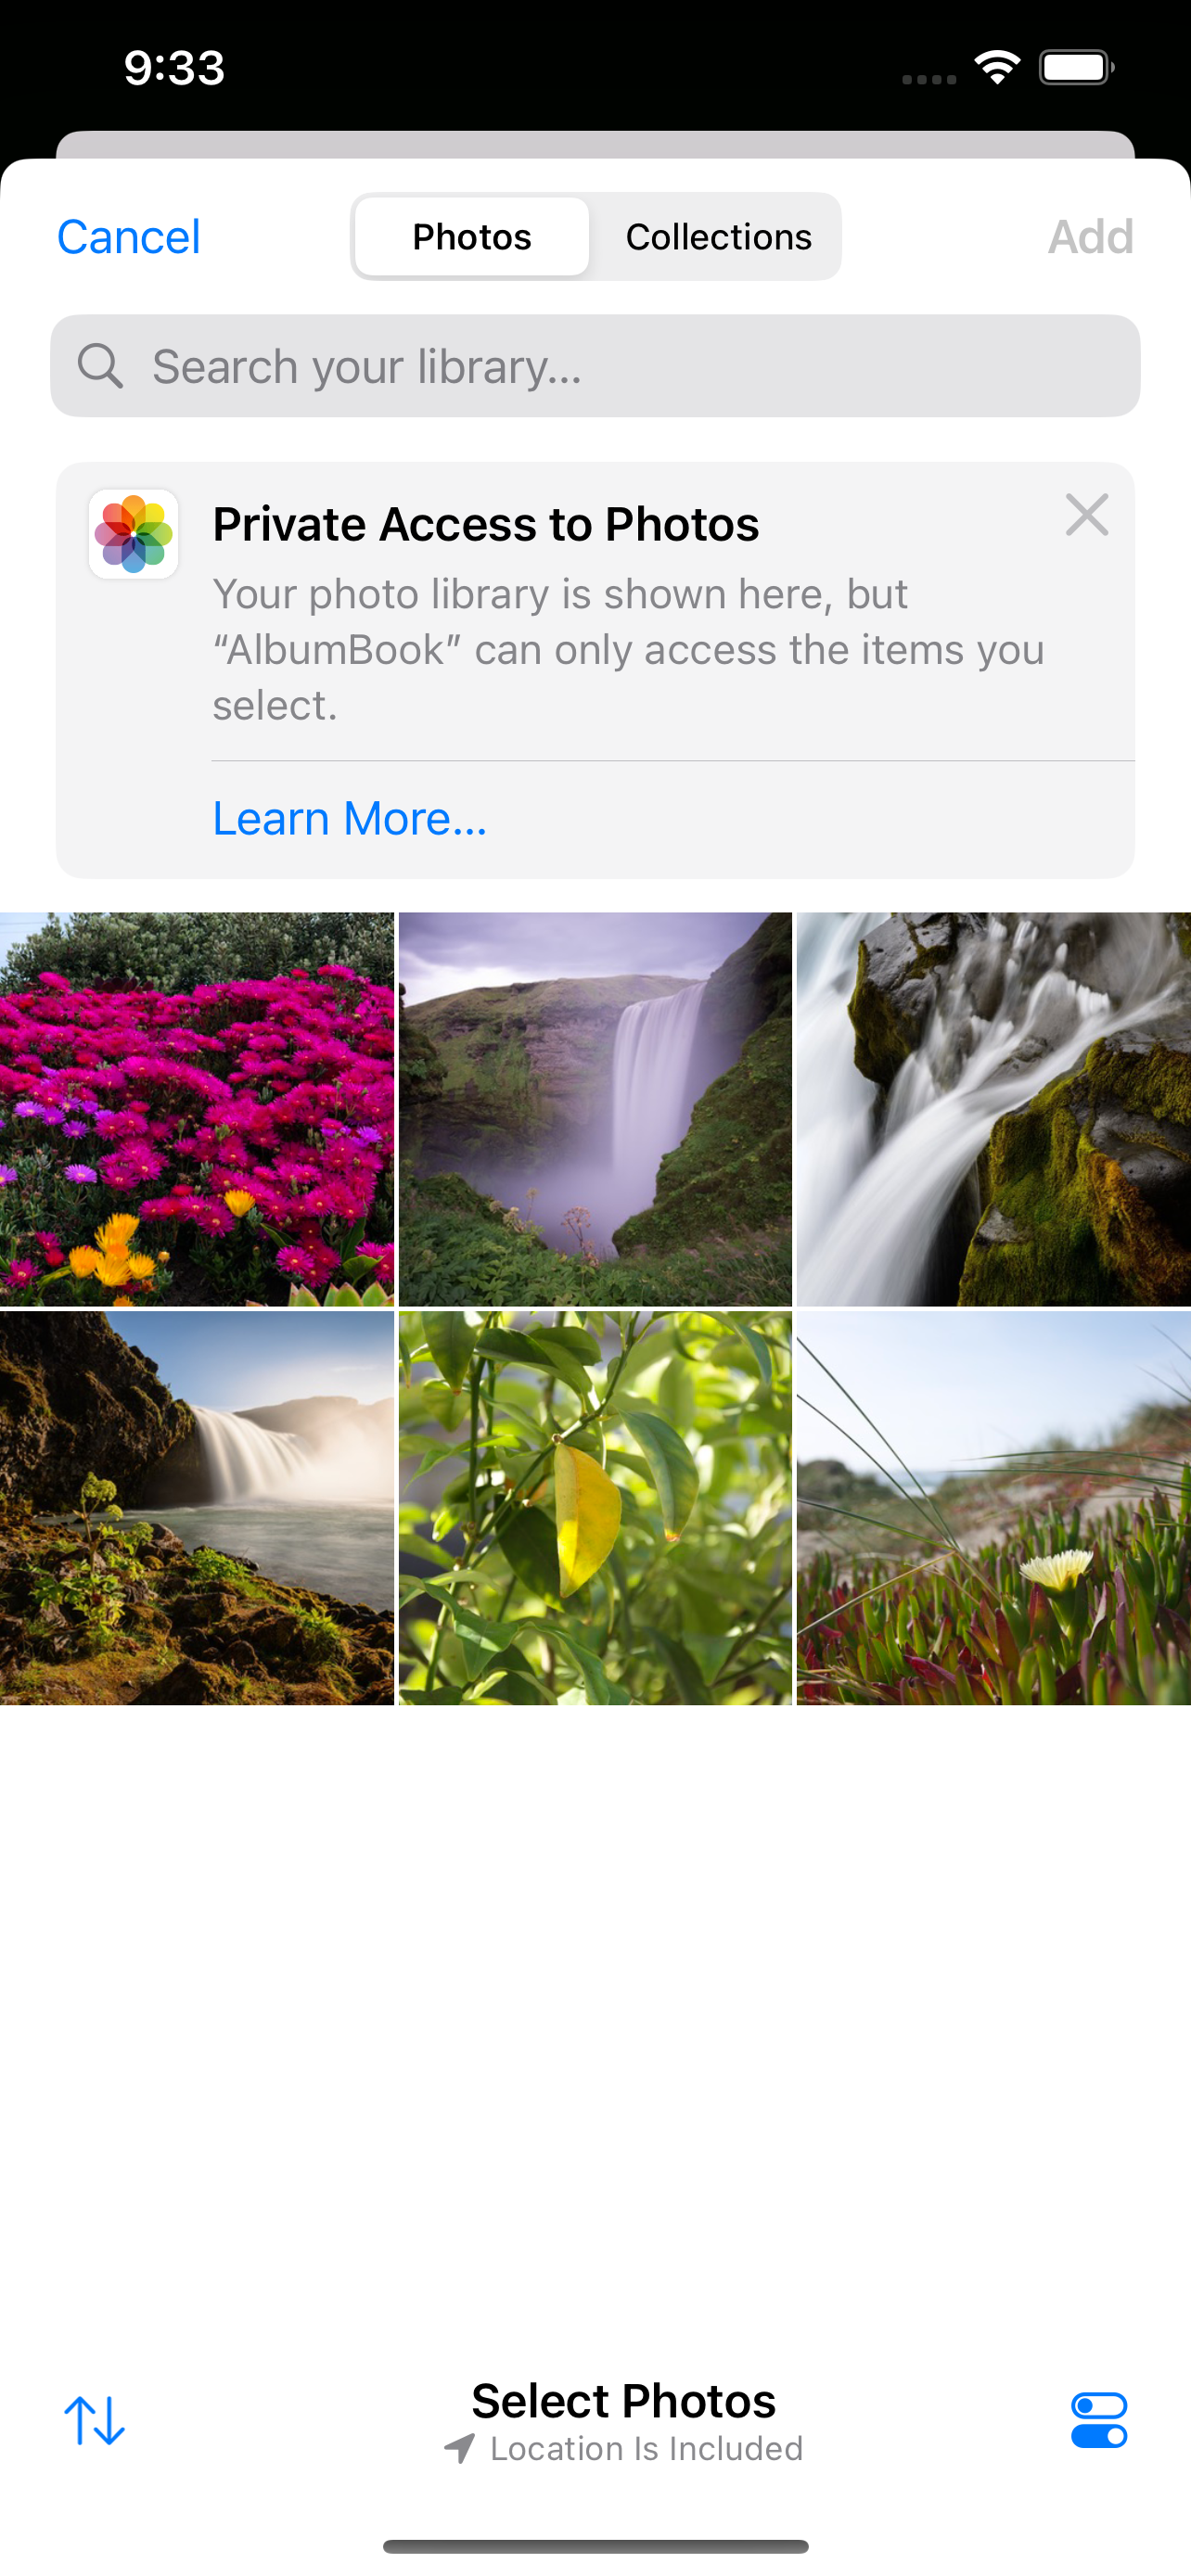 9:33
Cancel
Photos
Collections
Add
Search your library...
Private Access to Photos
Your photo library is shown here, but
“AlbumBook” can only access the items you
select.
Learn More...
Select Photos
Location Is Included